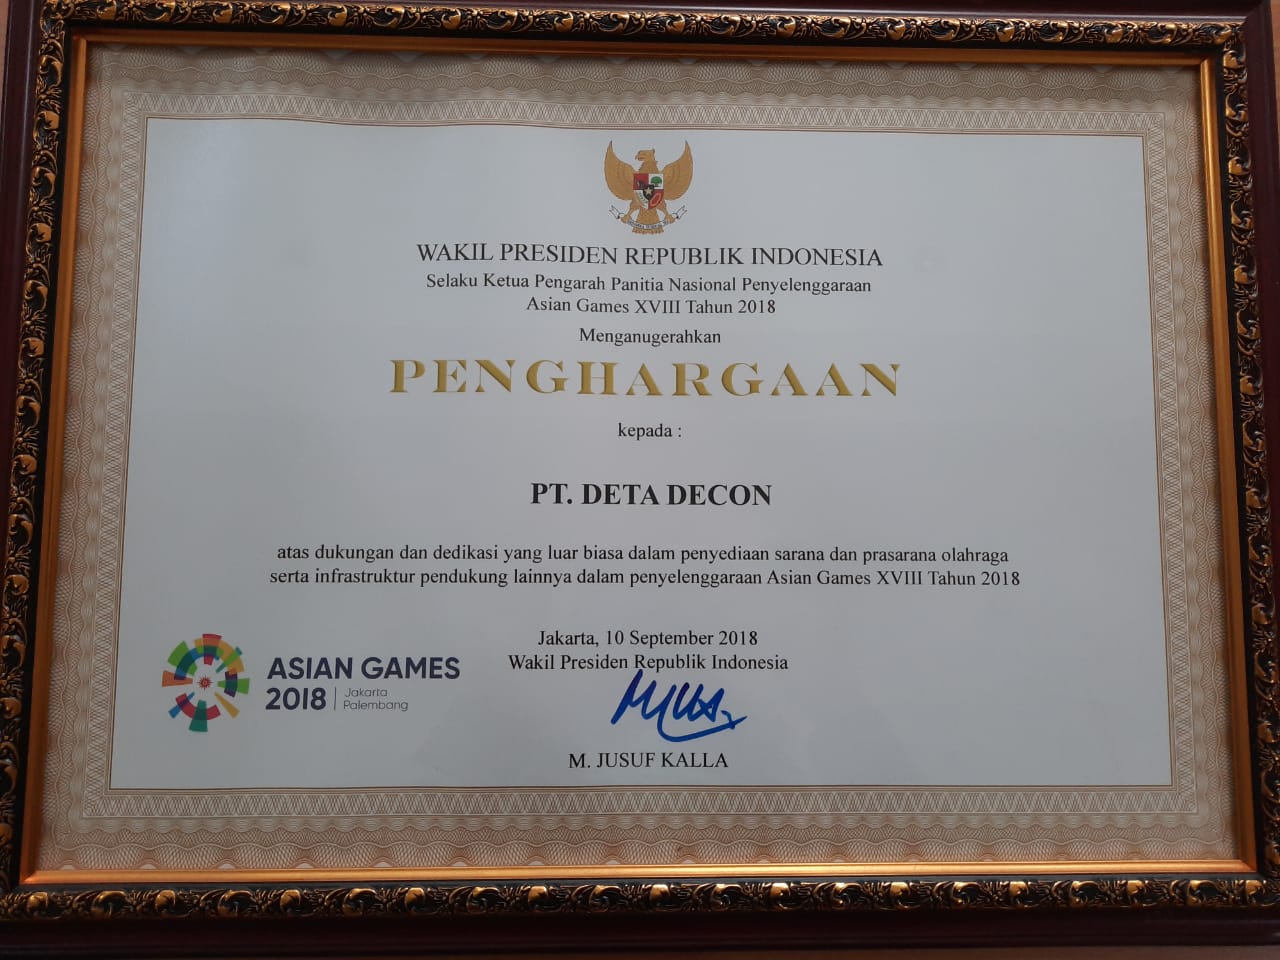 WAKIL PRESIDEN REPUBLIK INDONESIA
Selaku Ketua Pengarah Panitia Nasional Penyelenggaraan
Asian Games XVIII Tahun 2018
Menganugerahkan
PENGHARGAAN
kepada :
PT. DETA DECON
atas dukungan dan dedikasi yang luar biasa dalam penyediaan sarana dan prasarana olahraga
serta infrastruktur pendukung lainnya dalam penyelenggaraan Asian Games XVIII Tahun 2018
Jakarta, 10 September 2018
Wakil Presiden Republik Indonesia
M. JUSUF KALLA
ASIAN GAMES
2018 | Jakarta
Palembang